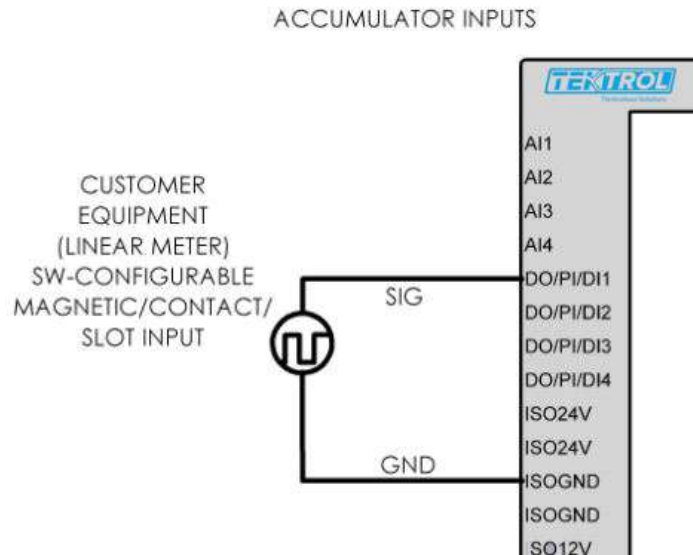 ACCUMULATOR INPUTS
TEKTROL
CUSTOMER
EQUIPMENT
(LINEAR METER)
SW-CONFIGURABLE
MAGNETIC/CONTACT/
SLOT INPUT
SIG
GND
AI1
AI2
AI3
AI4
DO/PI/DI1
DO/PI/DI2
DO/PI/DI3
DO/PI/DI4
ISO24V
ISO24V
ISOGND
ISOGND
SO12V